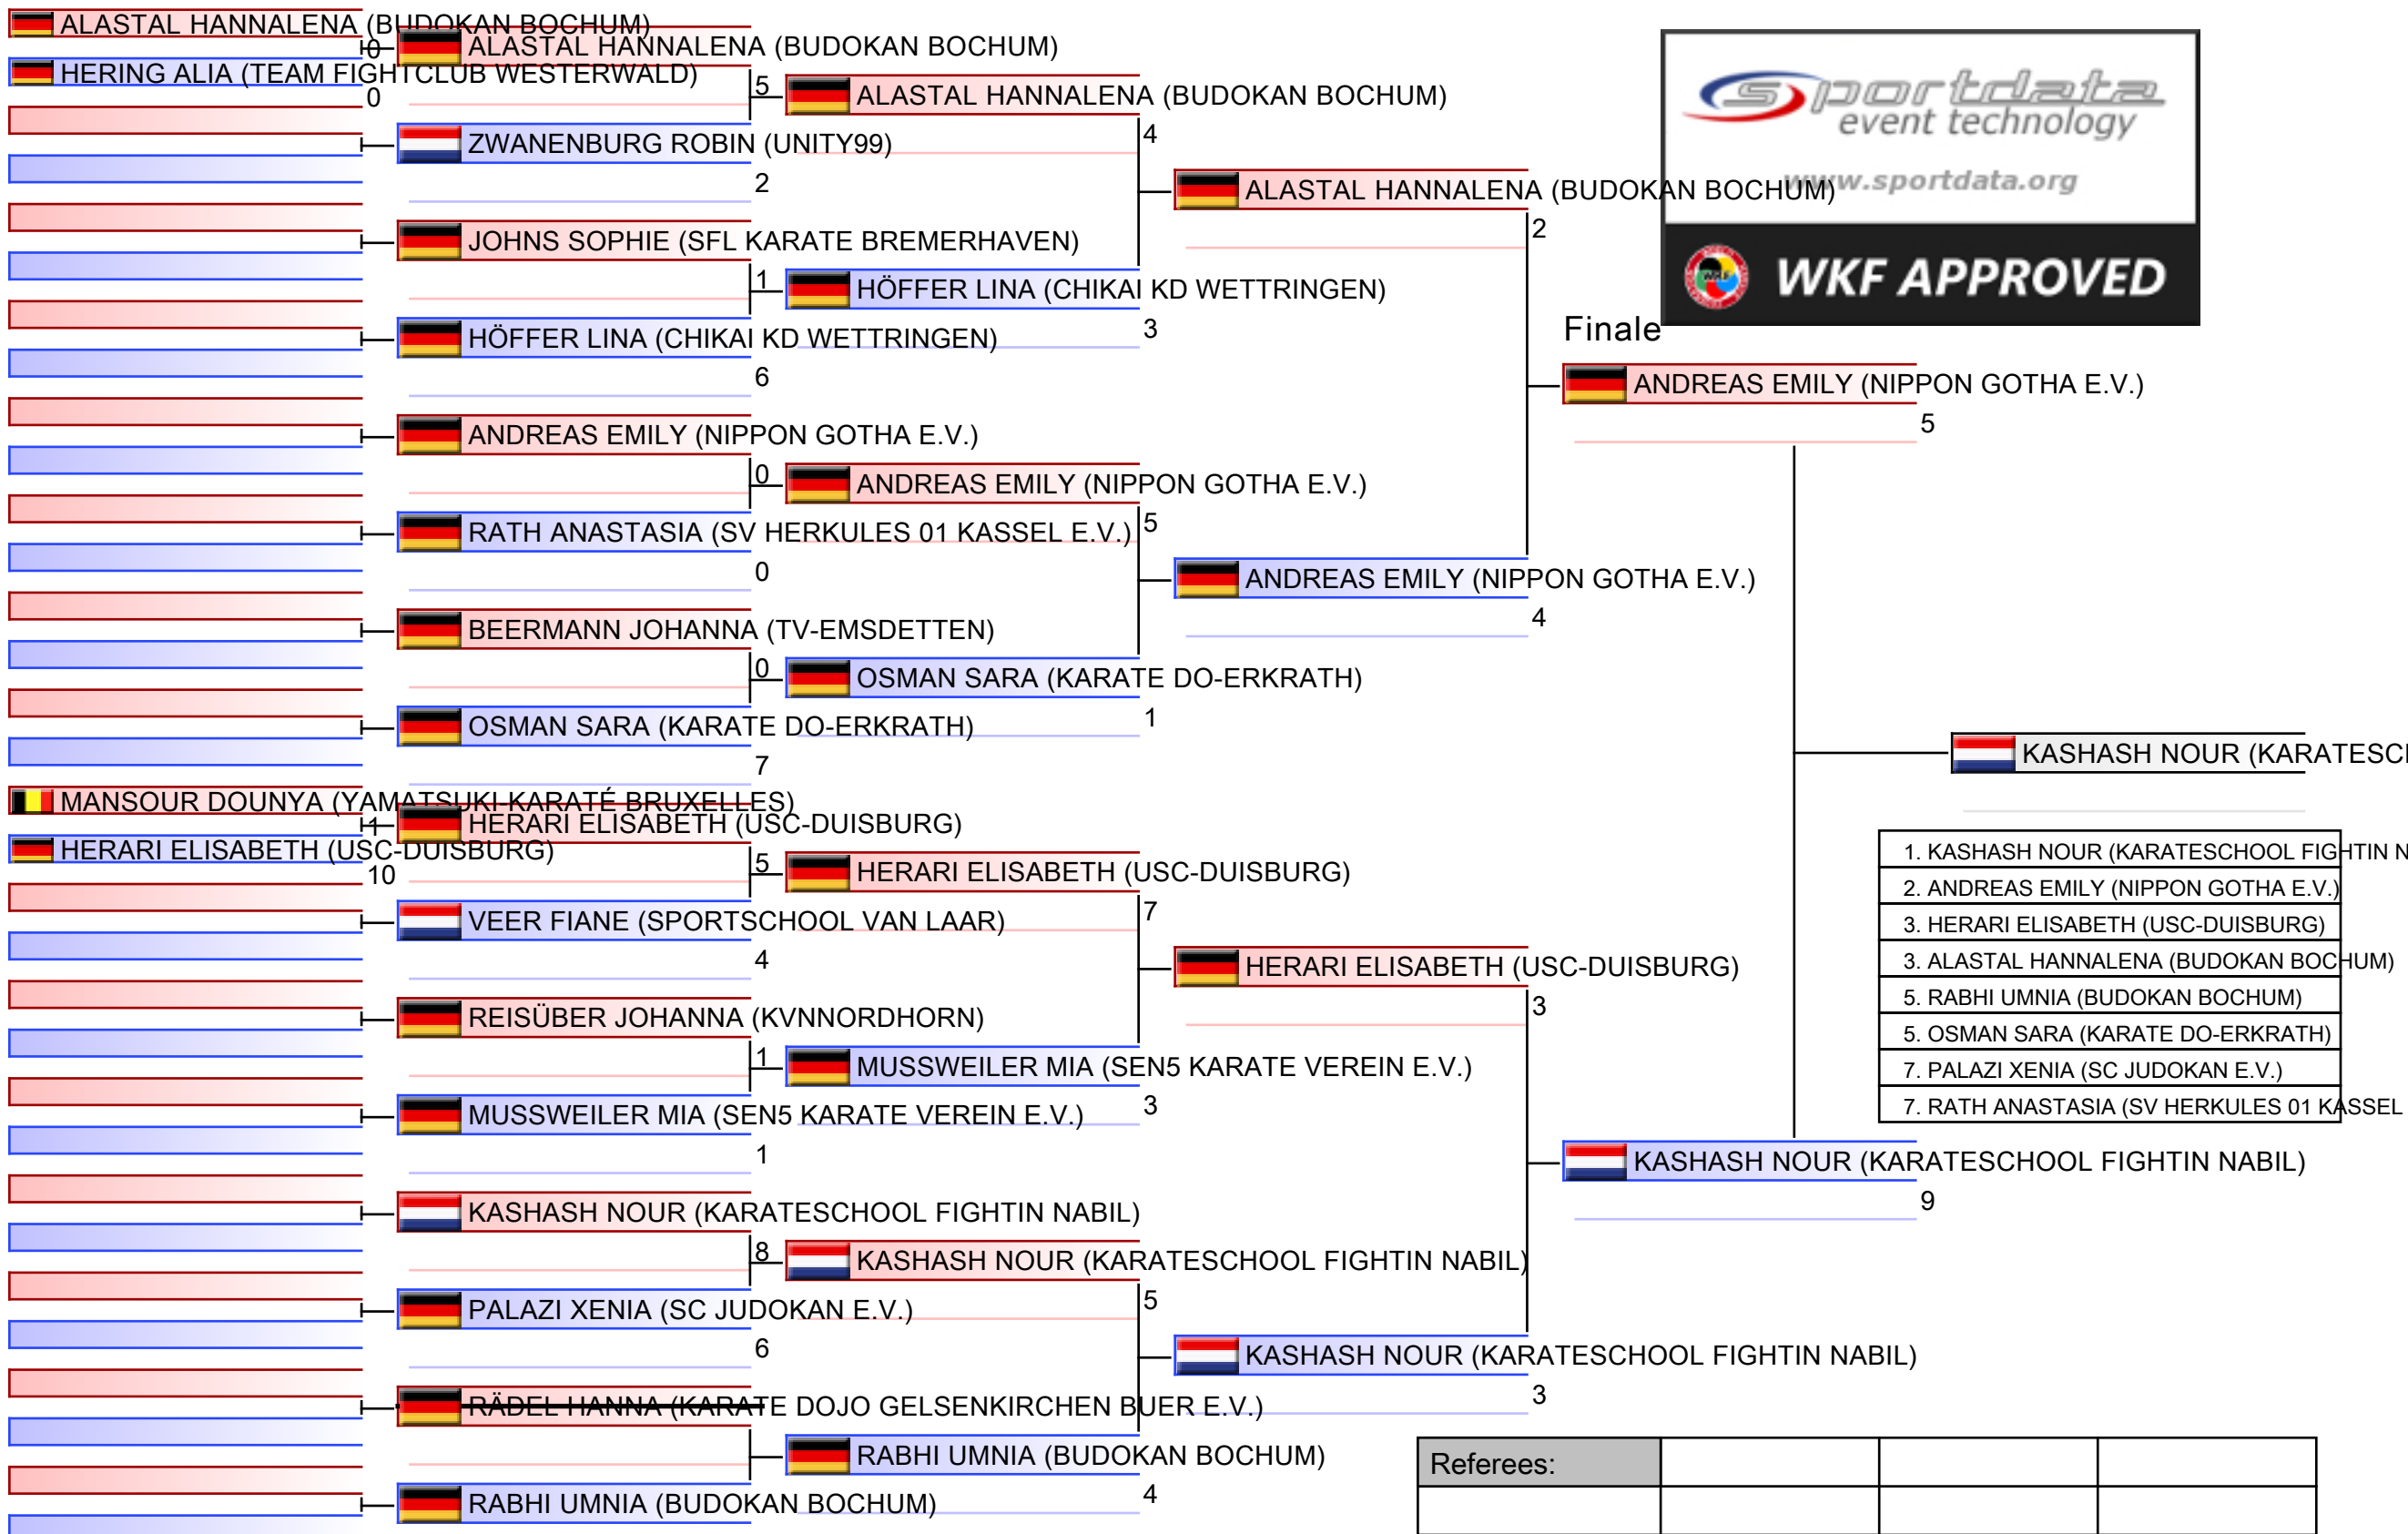 ALASTAL HANNALENA (BUDOKAN BOCHUM)
0
HERING ALIA (TEAM FIGHTCLUB WESTERWALD)
0
MANSOUR DOUNYA (YAMATSUKI-KARATÉ BRUXELLES)
1
HERARI ELISABETH (USC-DUISBURG)
10
ALASTAL HANNALENA (BUDOKAN BOCHUM)
5
ZWANENBURG ROBIN (UNITY99)
2
JOHNS SOPHIE (SFL KARATE BREMERHAVEN)
1
HÖFFER LINA (CHIKAI KD WETTRINGEN)
6
ANDREAS EMILY (NIPPON GOTHA E.V.)
0
RATH ANASTASIA (SV HERKULES 01 KASSEL E.V.)
0
BEERMANN JOHANNA (TV-EMSDETTEN)
0
OSMAN SARA (KARATE DO-ERKRATH)
7
HERARI ELISABETH (USC-DUISBURG)
5
VEER FIANE (SPORTSCHOOL VAN LAAR)
4
REISÜBER JOHANNA (KVNNORDHORN)
1
MUSSWEILER MIA (SEN5 KARATE VEREIN E.V.)
1
KASHASH NOUR (KARATESCHOOL FIGHTIN NABIL)
8
PALAZI XENIA (SC JUDOKAN E.V.)
6
RÄDEL HANNA (KARATE DOJO GELSENKIRCHEN BUER E.V.)
RABHI UMNIA (BUDOKAN BOCHUM)
ALASTAL HANNALENA (BUDOKAN BOCHUM)
4
HÖFFER LINA (CHIKAI KD WETTRINGEN)
3
ANDREAS EMILY (NIPPON GOTHA E.V.)
5
OSMAN SARA (KARATE DO-ERKRATH)
1
HERARI ELISABETH (USC-DUISBURG)
7
MUSSWEILER MIA (SEN5 KARATE VEREIN E.V.)
3
KASHASH NOUR (KARATESCHOOL FIGHTIN NABIL)
5
RABHI UMNIA (BUDOKAN BOCHUM)
4
ALASTAL HANNALENA (BUDOKAN BOCHUM)
2
ANDREAS EMILY (NIPPON GOTHA E.V.)
4
HERARI ELISABETH (USC-DUISBURG)
3
KASHASH NOUR (KARATESCHOOL FIGHTIN NABIL)
3
sportdata
event technology
www.sportdata.org
WKF
WKF APPROVED
Finale
ANDREAS EMILY (NIPPON GOTHA E.V.)
5
KASHASH NOUR (KARATESCHOOL FIGHTIN NABIL)
9
KASHASH NOUR (KARATESC
1. KASHASH NOUR (KARATESCHOOL FIGHTIN N
2. ANDREAS EMILY (NIPPON GOTHA E.V.)
3. HERARI ELISABETH (USC-DUISBURG)
3. ALASTAL HANNALENA (BUDOKAN BOCHUM)
5. RABHI UMNIA (BUDOKAN BOCHUM)
5. OSMAN SARA (KARATE DO-ERKRATH)
7. PALAZI XENIA (SC JUDOKAN E.V.)
7. RATH ANASTASIA (SV HERKULES 01 KASSEL
Referees: